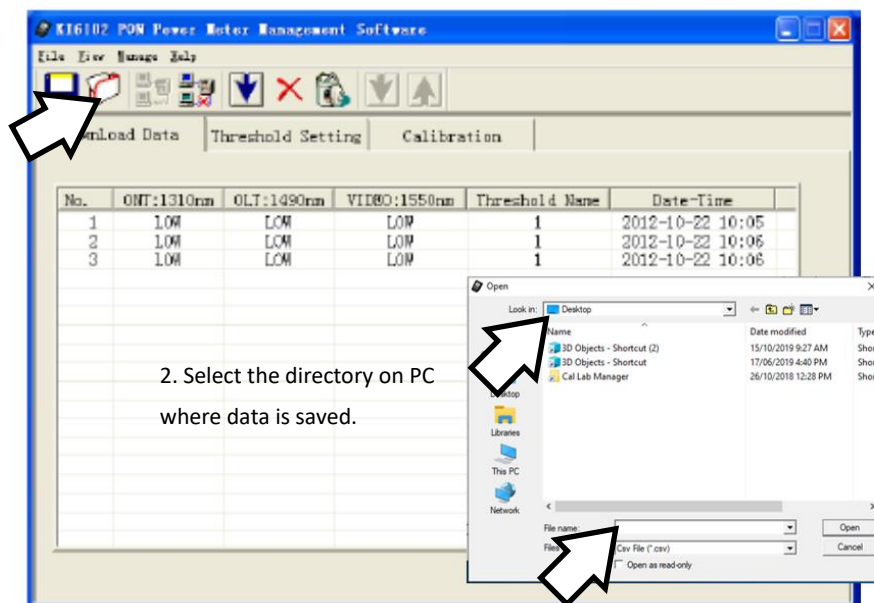 KI6102 PON Power Meter Management Software
File View Manage Help
nload Data Threshold Setting Calibration
No. ONT:1310nm OLT:1490nm VIDEO:1550nm Threshold Name Date-Time
1 LOW LOW LOW 1 2012-10-22 10:05
2 LOW LOW LOW 1 2012-10-22 10:06
3 LOW LOW LOW 1 2012-10-22 10:06
Open
Look in: Desktop
Name Date modified Type
3D Objects - Shortcut (2) 15/10/2019 9:27 AM Shor
3D Objects - Shortcut 17/06/2019 4:40 PM Shor
Cal Lab Manager 26/10/2018 12:28 PM Shor
2. Select the directory on PC
where data is saved.
Desktop
Libraries
This PC
Network
File name: Open
Files Csv File (*.csv) Cancel
Open as read-only